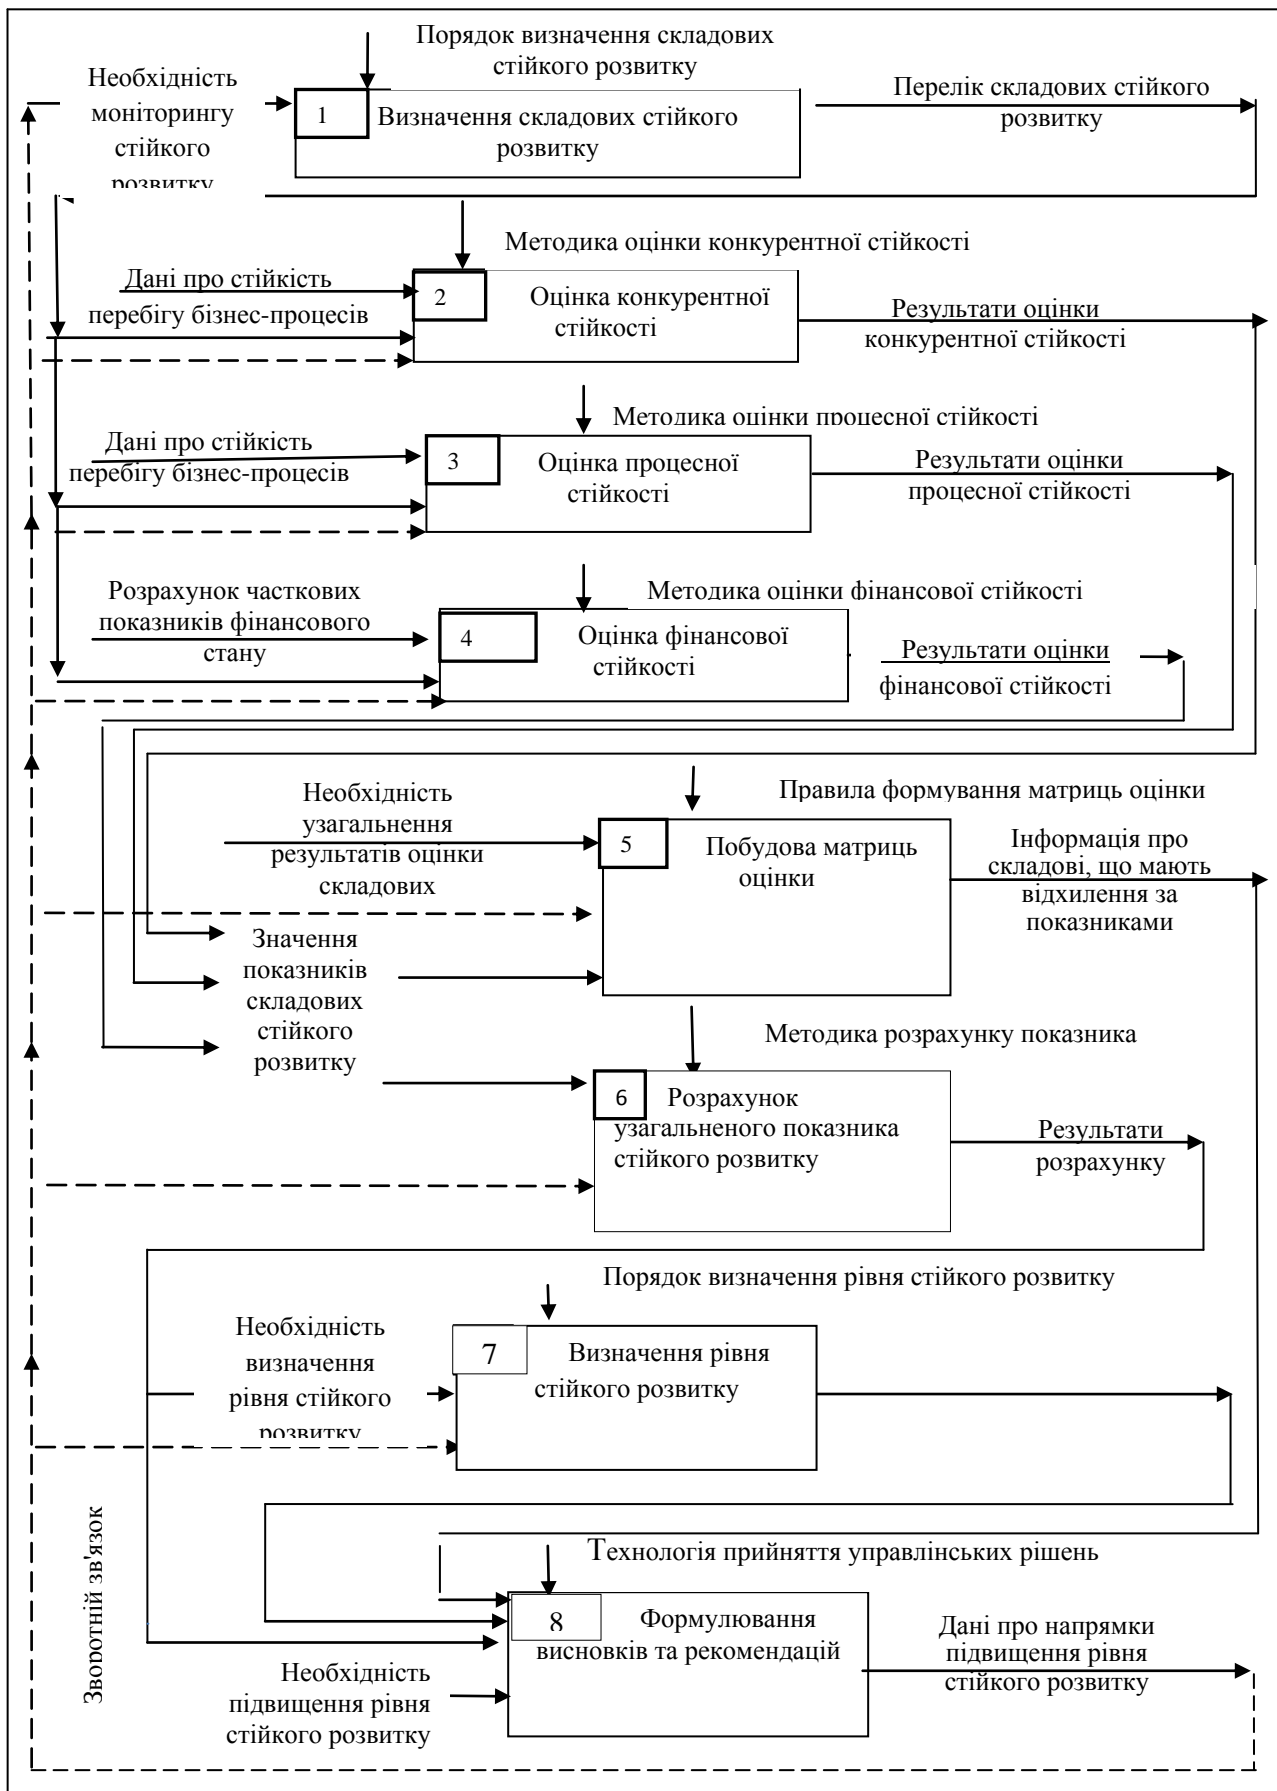 Порядок визначення складових
стійкого розвитку
Необхідність
моніторингу
стійкого
розвитку
1
Визначення складових стійкого
розвитку
Перелік складових стійкого
розвитку
Методика оцінки конкурентної стійкості
Дані про стійкість
перебігу бізнес-процесів
2
Оцінка конкурентної
стійкості
Результати оцінки
конкурентної стійкості
Методика оцінки процесної стійкості
Дані про стійкість
перебігу бізнес-процесів
3
Оцінка процесної
стійкості
Результати оцінки
процесної стійкості
Методика оцінки фінансової стійкості
Розрахунок часткових
показників фінансового
стану
4
Оцінка фінансової
стійкості
Результати оцінки
фінансової стійкості
Правила формування матриць оцінки
Необхідність
узагальнення
результатів оцінки
складових
5
Побудова матриць
оцінки
Інформація про
складові, що мають
відхилення за
показниками
Значення
показників
складових
стійкого
розвитку
Методика розрахунку показника
6
Розрахунок
узагальненого показника
стійкого розвитку
Результати
розрахунку
Порядок визначення рівня стійкого розвитку
Необхідність
визначення
рівня стійкого
розвитку
7
Визначення рівня
стійкого розвитку
Зворотній зв'язок
Технологія прийняття управлінських рішень
8
Формулювання
висновків та рекомендацій
Необхідність
підвищення рівня
стійкого розвитку
Дані про напрямки
підвищення рівня
стійкого розвитку